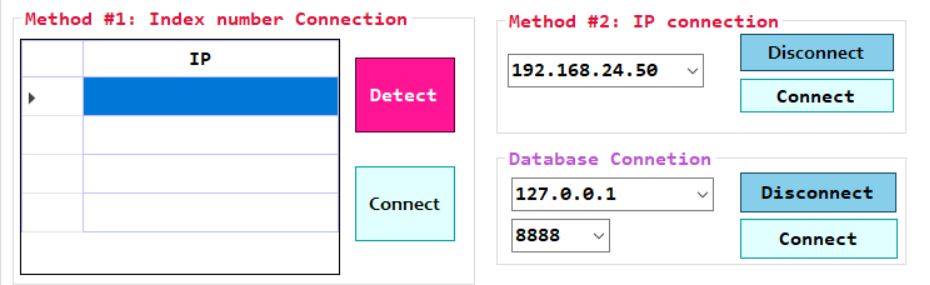 Method #1: Index number Connection
IP
Detect
Connect
Method #2: IP connection
192.168.24.50
Disconnect
Connect
Database Connetion
127.0.0.1
8888
Disconnect
Connect